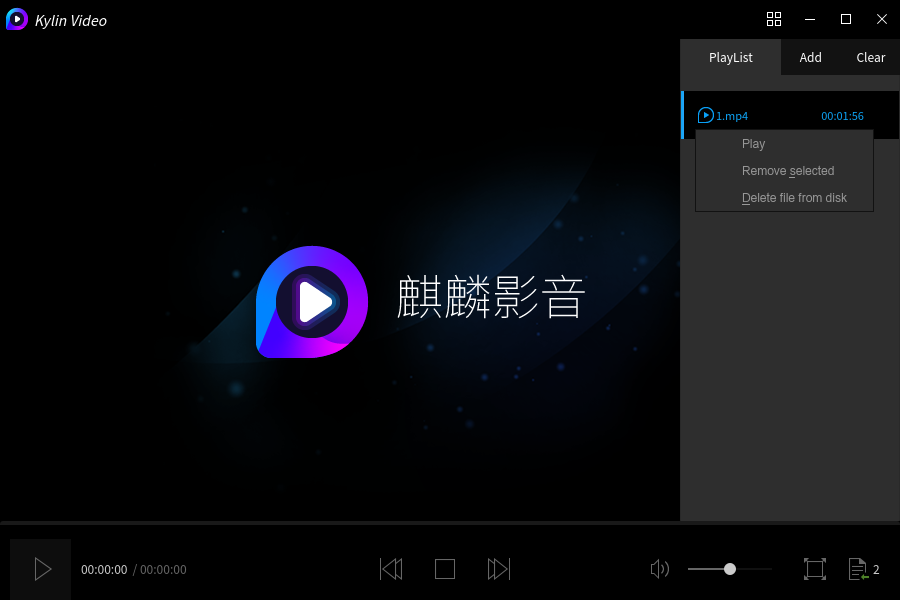 Kylin Video
PlayList
Add
Clear
1.mp4
00:01:56
Play
Remove selected
Delete file from disk
麒麟影音
00:00:00 / 00:00:00
2